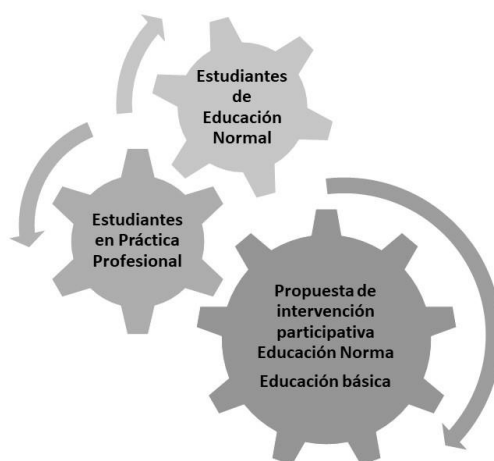 Estudiantes
de
Educación
Normal
Estudiantes
en Práctica
Profesional
Propuesta de
intervención
participativa
Educación Norma
Educación básica